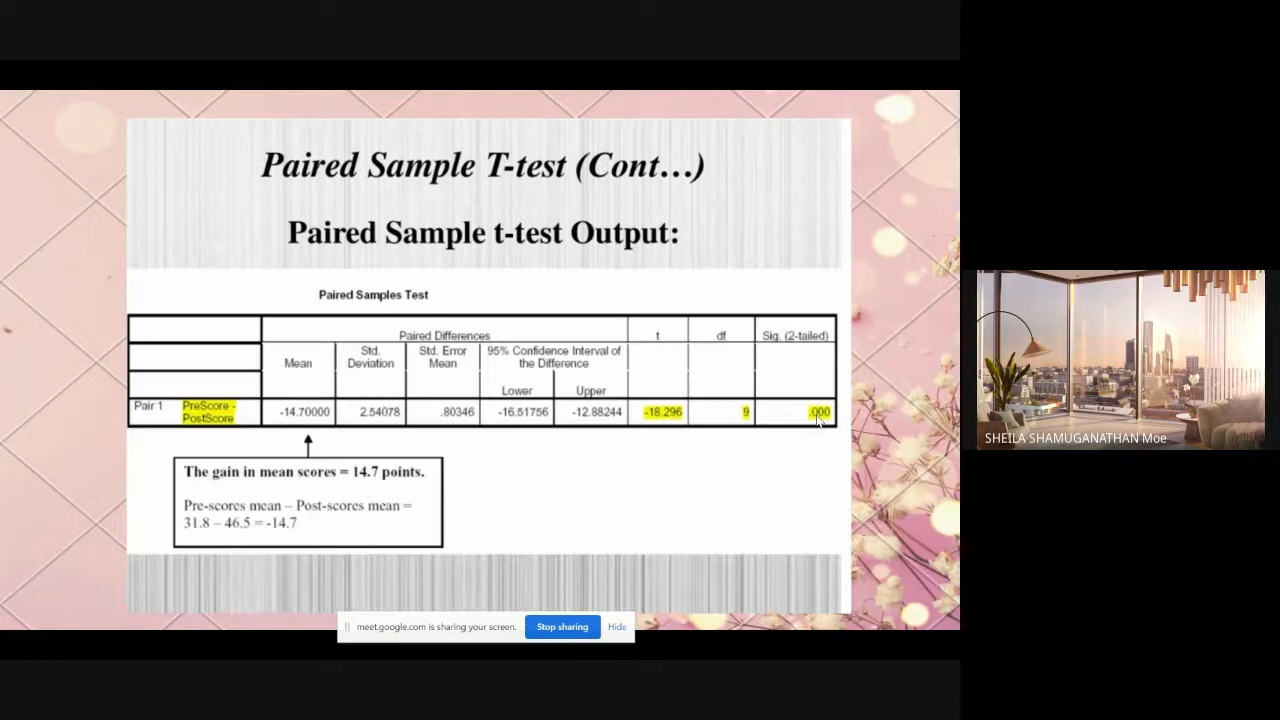 Paired Sample T-test (Cont…)
Paired Sample t-test Output:
Paired Samples Test
Paired Differences t df Sig. (2-tailed)
Mean Std. Deviation Std. Error Mean 95% Confidence Interval of the Difference
Lower Upper
Pair 1 PreScore - PostScore -14.70000 2.54078 .80346 -16.51756 -12.88244 -18.296 9 .000
The gain in mean scores = 14.7 points.
Pre-scores mean – Post-scores mean =
31.8 – 46.5 = -14.7
meet.google.com is sharing your screen. Stop sharing Hide
SHEILA SHAMUGANATHAN Moe